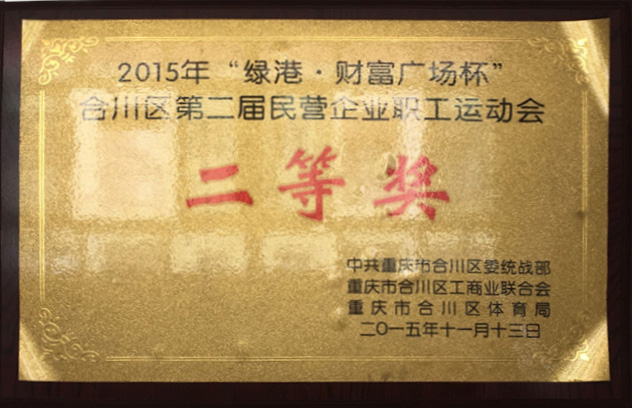 2015年“绿港·财富广场杯”
合川区第二届民营企业职工运动会
二等奖
中共重庆市合川区委统战部
重庆市合川区工商业联合会
重庆市合川区体育局
二〇一五年十一月十三日